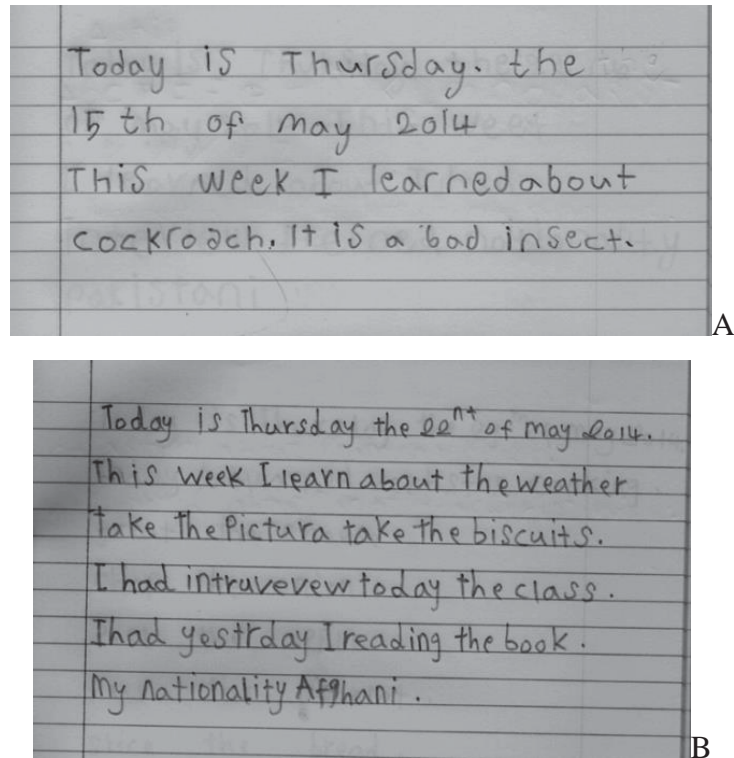 Today is Thursday. the
15 th of may 2014
This week I learned about
cockroach. It is a bad insect.
A
Today is Thursday the 22nt of may 2014.
This week I learn about the weather
take the Pictura take the biscuits.
I had intruvevew today the class.
I had yestrday I reading the book.
My nationality Afghani.
B